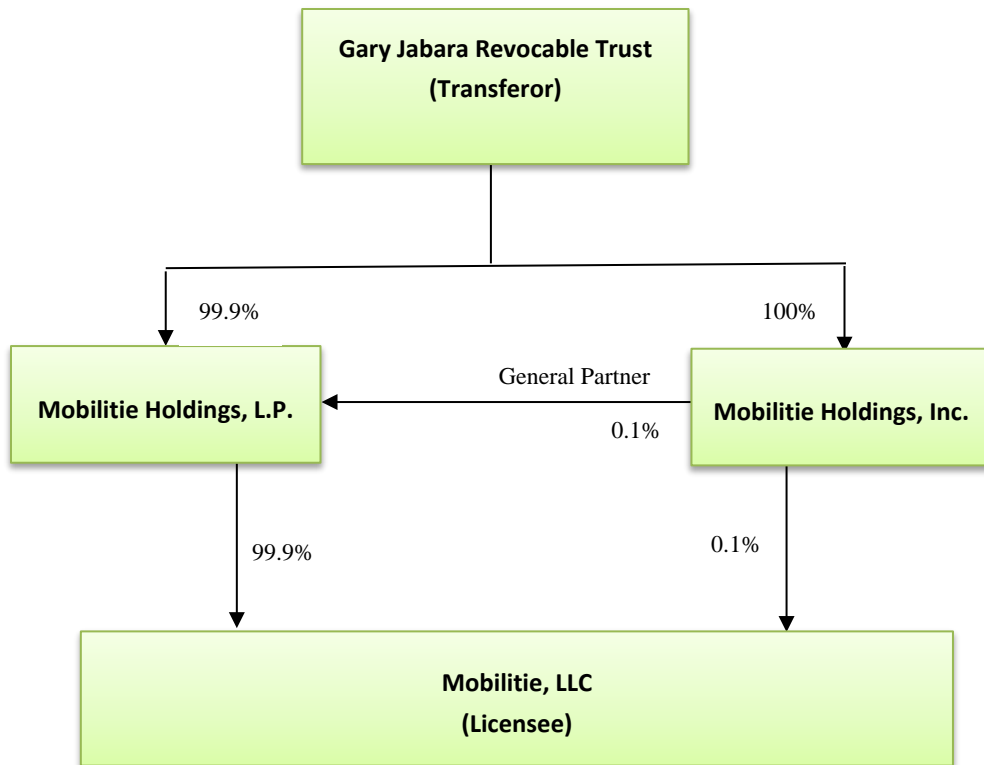 Gary Jabara Revocable Trust
(Transferor)
99.9%
100%
General Partner
Mobilitie Holdings, L.P.
Mobilitie Holdings, Inc.
0.1%
99.9%
0.1%
Mobilitie, LLC
(Licensee)